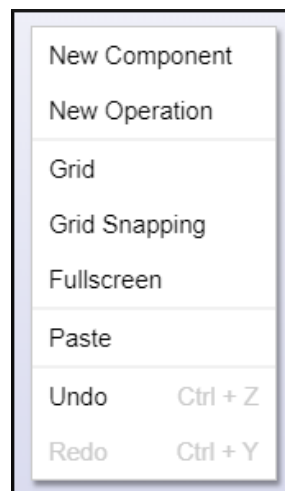 New Component
New Operation
Grid
Grid Snapping
Fullscreen
Paste
Undo Ctrl + Z
Redo Ctrl + Y